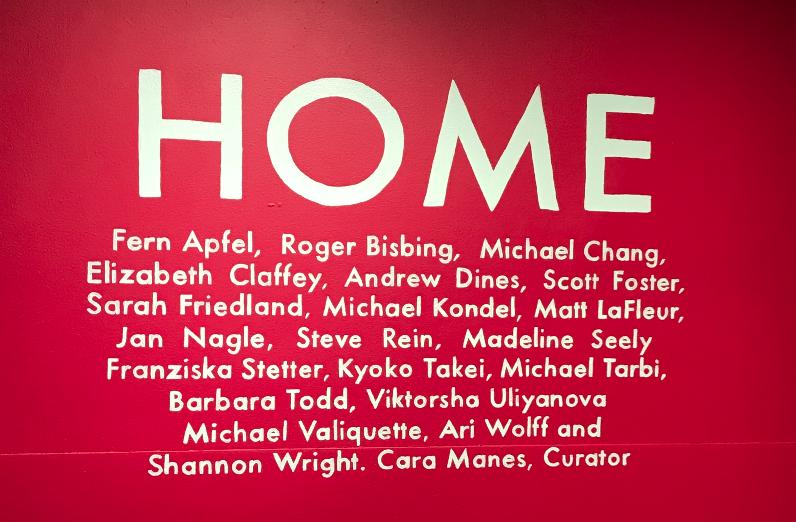 HOME
Fern Apfel, Roger Bisbing, Michael Chang,
Elizabeth Claffey, Andrew Dines, Scott Foster,
Sarah Friedland, Michael Kondel, Matt LaFleur,
Jan Nagle, Steve Rein, Madeline Seely
Franziska Stetter, Kyoko Takei, Michael Tarbi,
Barbara Todd, Viktorsha Uliyanova
Michael Valiquette, Ari Wolff and
Shannon Wright. Cara Manes, Curator